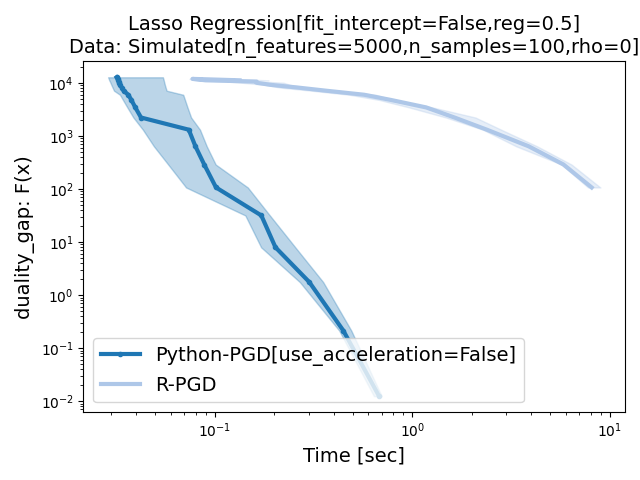 Lasso Regression[fit_intercept=False,reg=0.5]
Data: Simulated[n_features=5000,n_samples=100,rho=0]
duality_gap: F(x)
10⁴
10³
10²
10¹
10⁰
10⁻¹
10⁻²
Python-PGD[use_acceleration=False]
R-PGD
10⁻¹
10⁰
10¹
Time [sec]